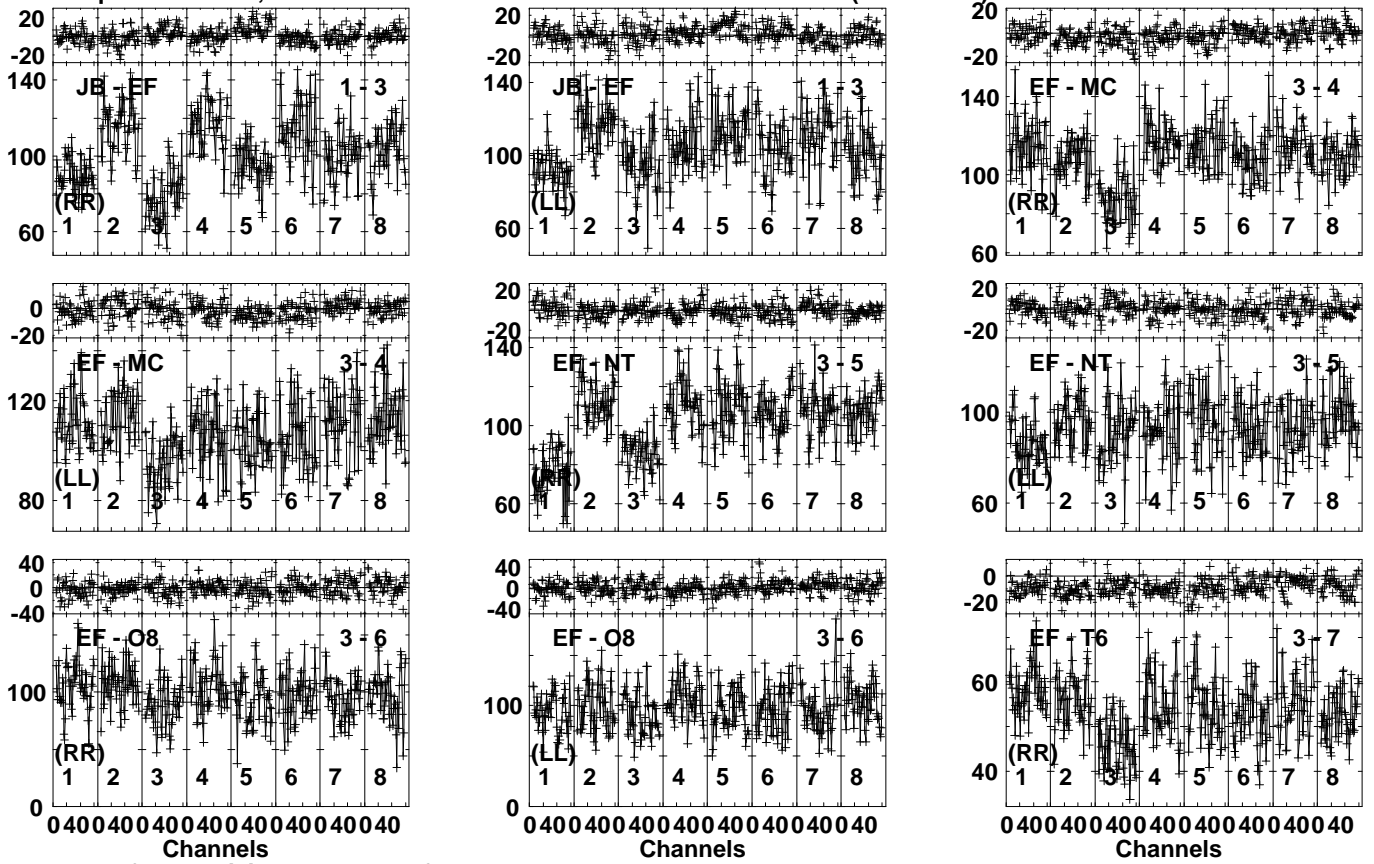 20 20 20
-20 -20 -20
140 JB - EF 1 - 3 140 JB - EF 1 - 3 140 EF - MC 3 - 4
100 100 100
(RR) (LL) (RR)
60 1 2 3 4 5 6 7 8 60 1 2 3 4 5 6 7 8 60 1 2 3 4 5 6 7 8
0 20 20
-20 -20 -20
EF - MC 3 - 4 140 EF - NT 3 - 5 EF - NT 3 - 5
120 100 100
(LL) (RR) (LL)
80 1 2 3 4 5 6 7 8 60 1 2 3 4 5 6 7 8 60 1 2 3 4 5 6 7 8
40 40
0 0 0
-40 -40 -20
EF - O8 3 - 6 EF - O8 3 - 6 EF - T6 3 - 7
100 100 60
(RR) (LL) (RR)
1 2 3 4 5 6 7 8 1 2 3 4 5 6 7 8 40 1 2 3 4 5 6 7 8
0 0
0 40 0 40 0 40 0 40 0 40 0 40 0 40 0 40 0 40 0 40 0 40 0 40 0 40 0 40 0 40 0 40 0 40 0 40 0 40 0 40 0 40 0 40 0 40 0 40
Channels Channels Channels